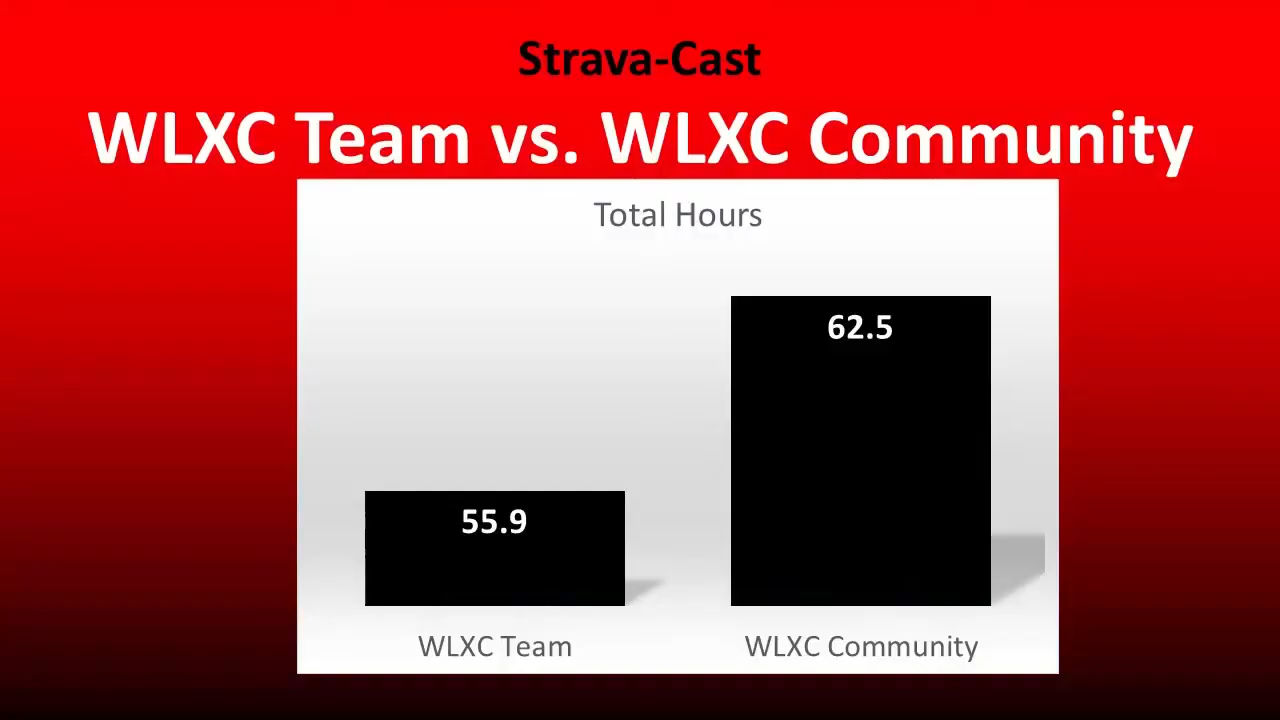 Strava-Cast
WLXC Team vs. WLXC Community
Total Hours
62.5
55.9
WLXC Team
WLXC Community